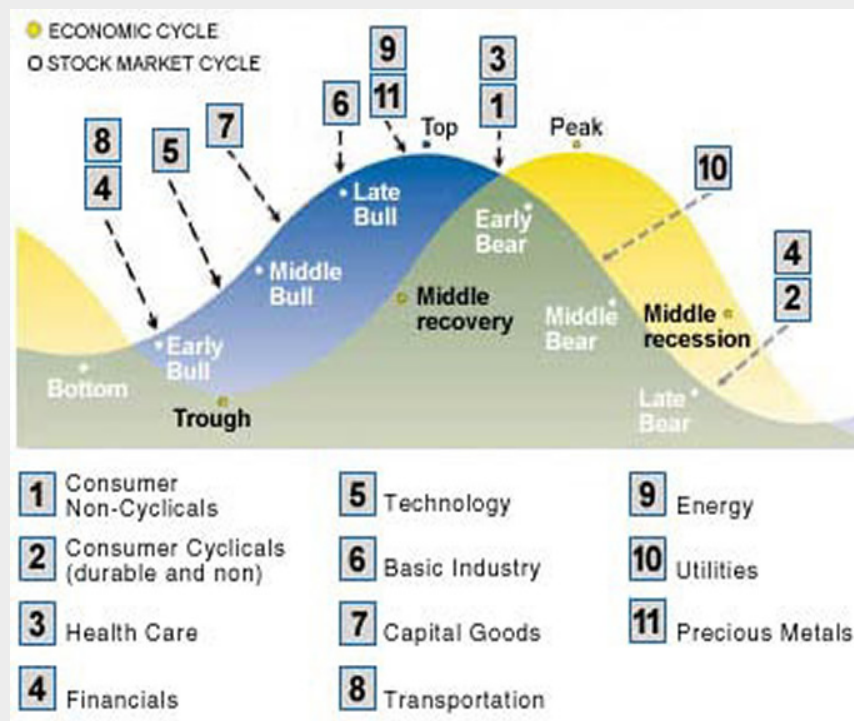 ECONOMIC CYCLE
STOCK MARKET CYCLE
8
4
5
7
6
9
11
3
1
Top
Peak
10
4
2
Late
Bull
Early
Bear
Middle
Bull
Middle
recovery
Middle
Bear
Middle
recession
Early
Bull
Bottom
Trough
Late
Bear
1 Consumer
Non-Cyclicals
2 Consumer Cyclicals
(durable and non)
3 Health Care
4 Financials
5 Technology
6 Basic Industry
7 Capital Goods
8 Transportation
9 Energy
10 Utilities
11 Precious Metals